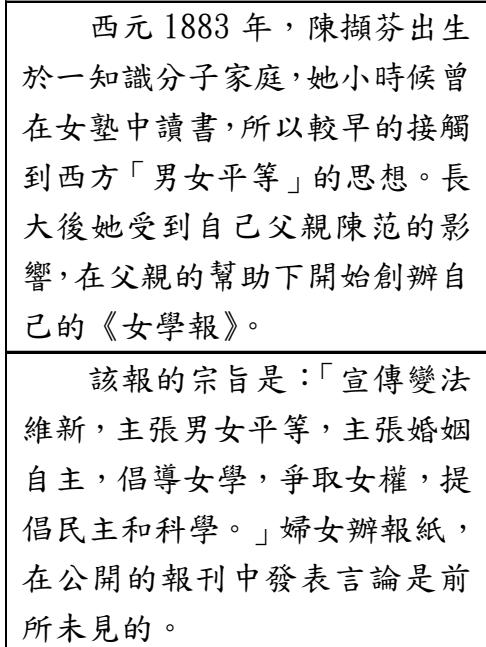 西元 1883 年，陳擷芬出生
於一知識分子家庭，她小時候曾
在女塾中讀書，所以較早的接觸
到西方「男女平等」的思想。長
大後她受到自己父親陳范的影
響，在父親的幫助下開始創辦自
己的《女學報》。
該報的宗旨是：「宣傳變法
維新，主張男女平等，主張婚姻
自主，倡導女學，爭取女權，提
倡民主和科學。」婦女辦報紙，
在公開的報刊中發表言論是前
所未見的。